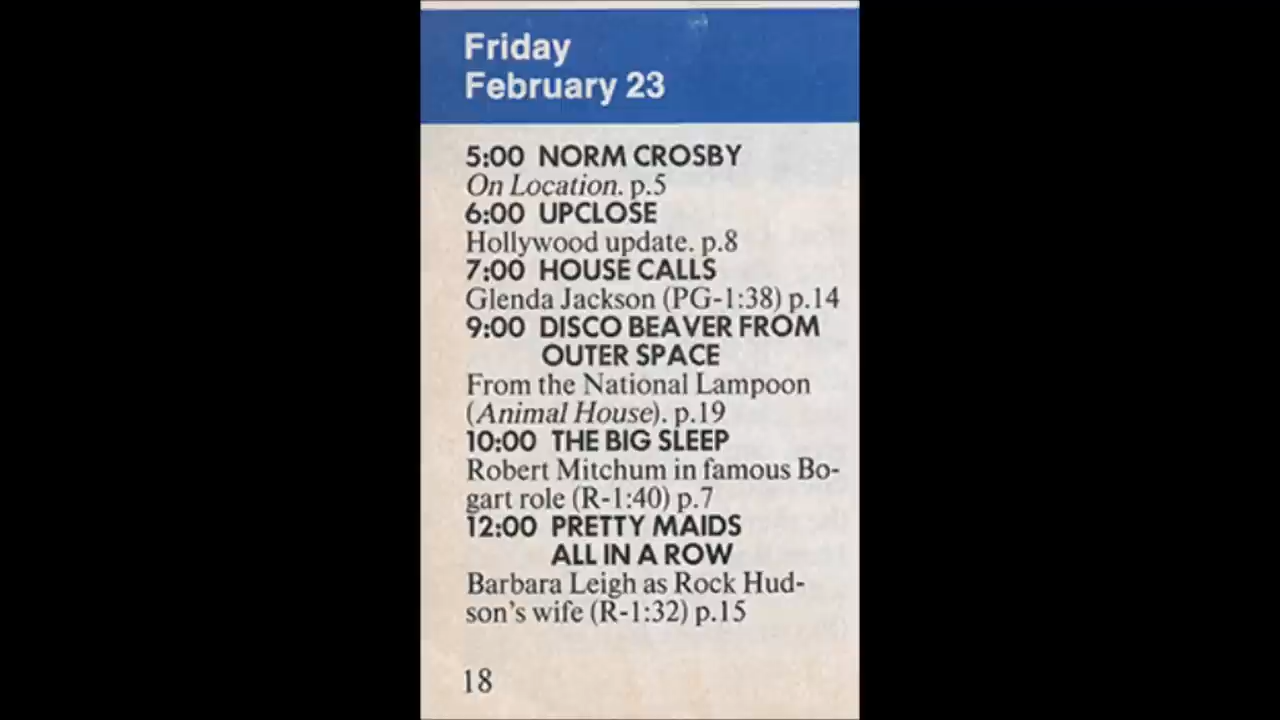 Friday
February 23
5:00 NORM CROSBY
On Location. p.5
6:00 UPCLOSE
Hollywood update. p.8
7:00 HOUSE CALLS
Glenda Jackson (PG-1:38) p.14
9:00 DISCO BEAVER FROM
OUTER SPACE
From the National Lampoon
(Animal House). p.19
10:00 THE BIG SLEEP
Robert Mitchum in famous Bo-
gart role (R-1:40) p.7
12:00 PRETTY MAIDS
ALL IN A ROW
Barbara Leigh as Rock Hud-
son's wife (R-1:32) p.15
18